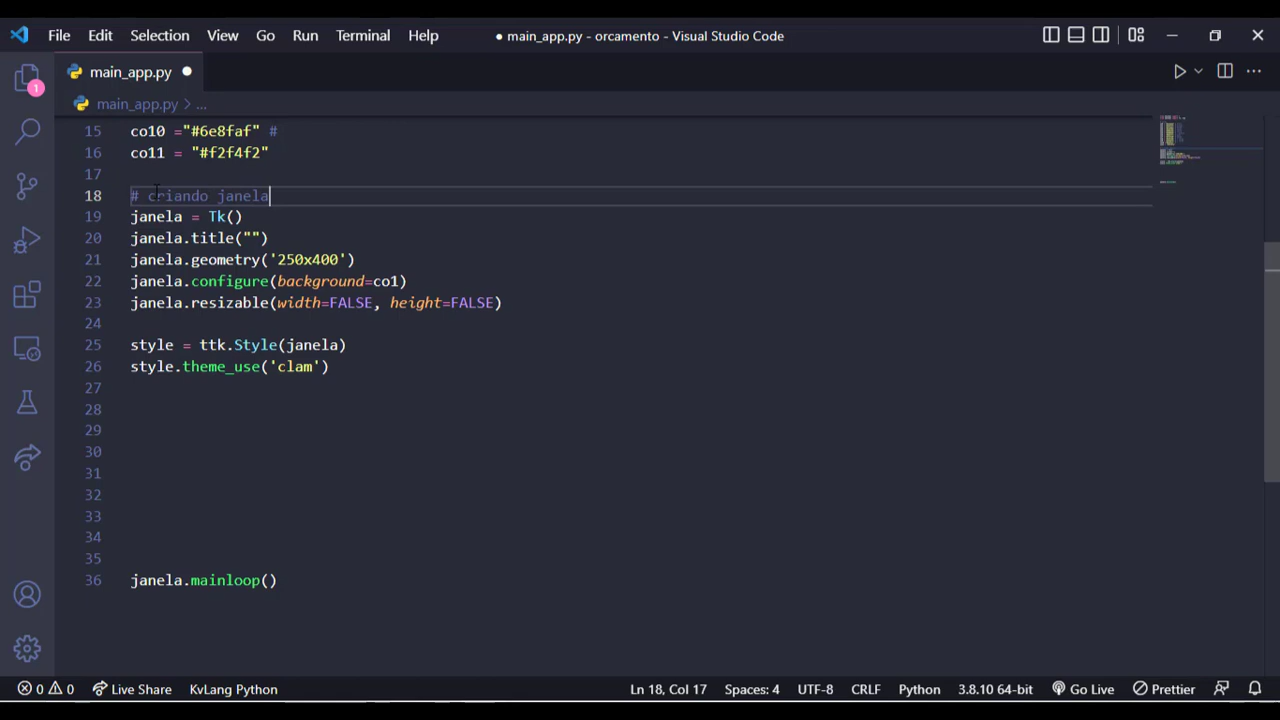 File Edit Selection View Go Run Terminal Help ● main_app.py - orcamento - Visual Studio Code
main_app.py ●
main_app.py > ...
1
15 co10 ="#6e8faf" #
16 co11 = "#f2f4f2"
17
18 # criando janela
19 janela = Tk()
20 janela.title("")
21 janela.geometry('250x400')
22 janela.configure(background=co1)
23 janela.resizable(width=FALSE, height=FALSE)
24
25 style = ttk.Style(janela)
26 style.theme_use('clam')
27
28
29
30
31
32
33
34
35
36 janela.mainloop()
0 0 Live Share KvLang Python Ln 18, Col 17 Spaces: 4 UTF-8 CRLF Python 3.8.10 64-bit Go Live Prettier